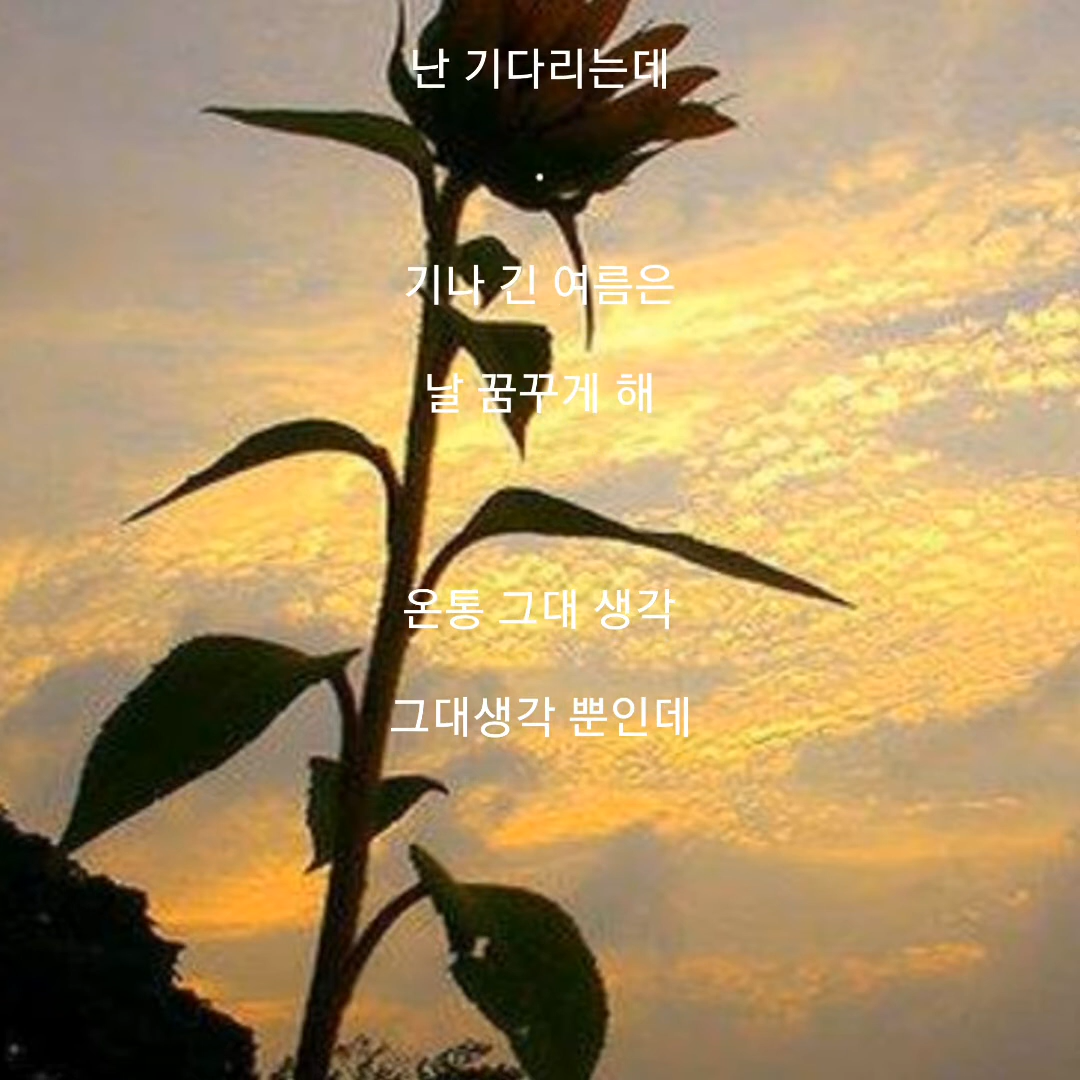 난 기다리는데
.
기나 긴 여름은
날 꿈꾸게 해
온통 그대 생각
그대생각 뿐인데